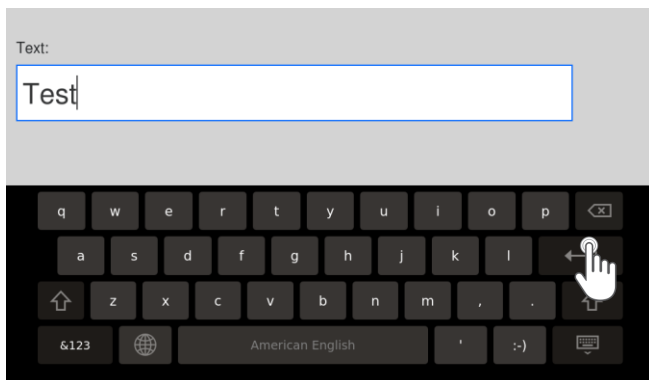 Text:
Test
q w e r t y u i o p
a s d f g h j k l
z x c v b n m , .
&123 American English ' :-)